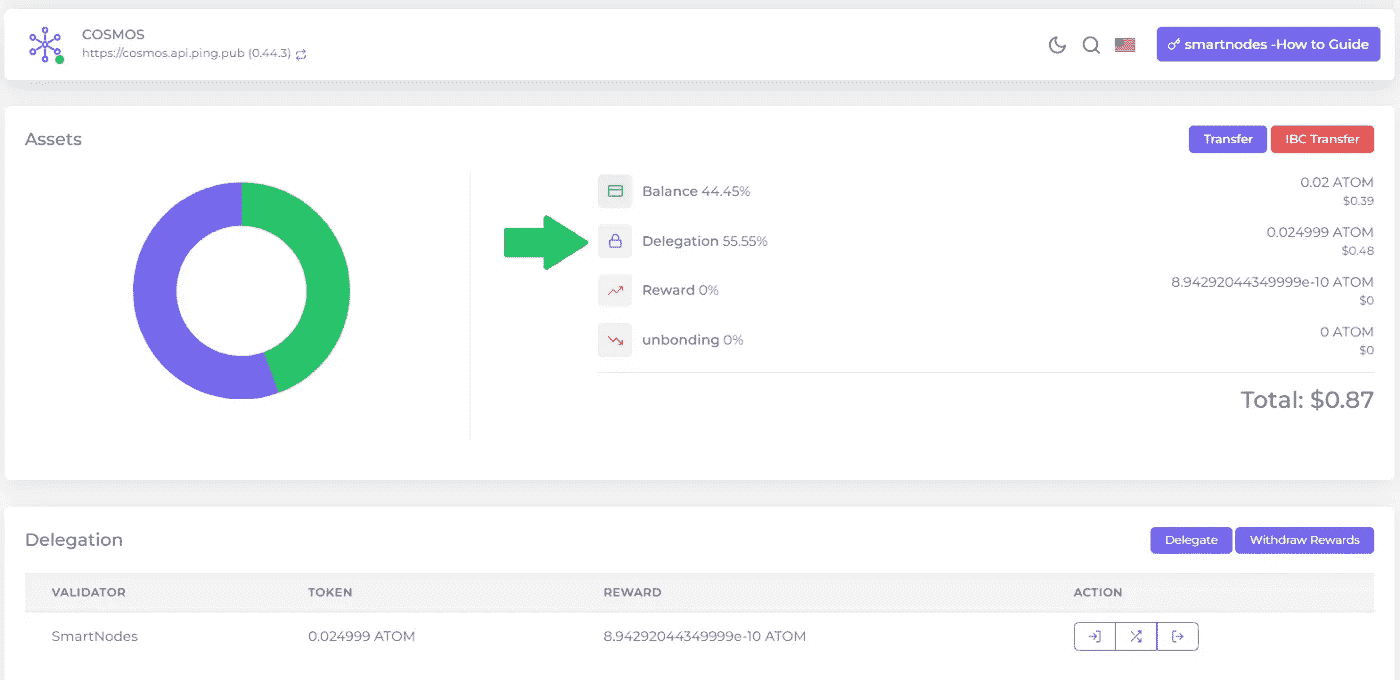 COSMOS
https://cosmos.api.ping.pub (0.44.3)
smartnodes -How to Guide
Assets
Transfer
IBC Transfer
Balance 44.45%
0.02 ATOM
$0.39
Delegation 55.55%
0.024999 ATOM
$0.48
Reward 0%
8.94292044349999e-10 ATOM
$0
unbonding 0%
0 ATOM
$0
Total: $0.87
Delegation
Delegate
Withdraw Rewards
VALIDATOR TOKEN REWARD ACTION
SmartNodes 0.024999 ATOM 8.94292044349999e-10 ATOM